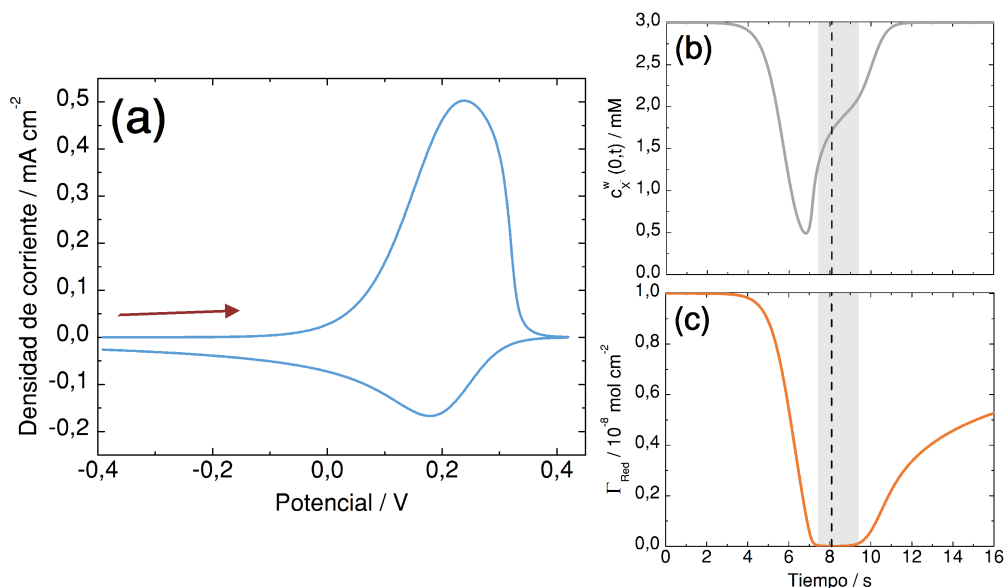 (a)
Densidad de corriente / mA cm⁻²
0,5
0,4
0,3
0,2
0,1
0,0
-0,1
-0,2
-0,4 -0,2 0,0 0,2 0,4
Potencial / V
(b)
c_X⁻^w (0,t) / mM
3,0
2,5
2,0
1,5
1,0
0,5
0,0
(c)
Γ_Red / 10⁻⁸ mol cm⁻²
1,0
0,8
0,6
0,4
0,2
0,0
0 2 4 6 8 10 12 14 16
Tiempo / s